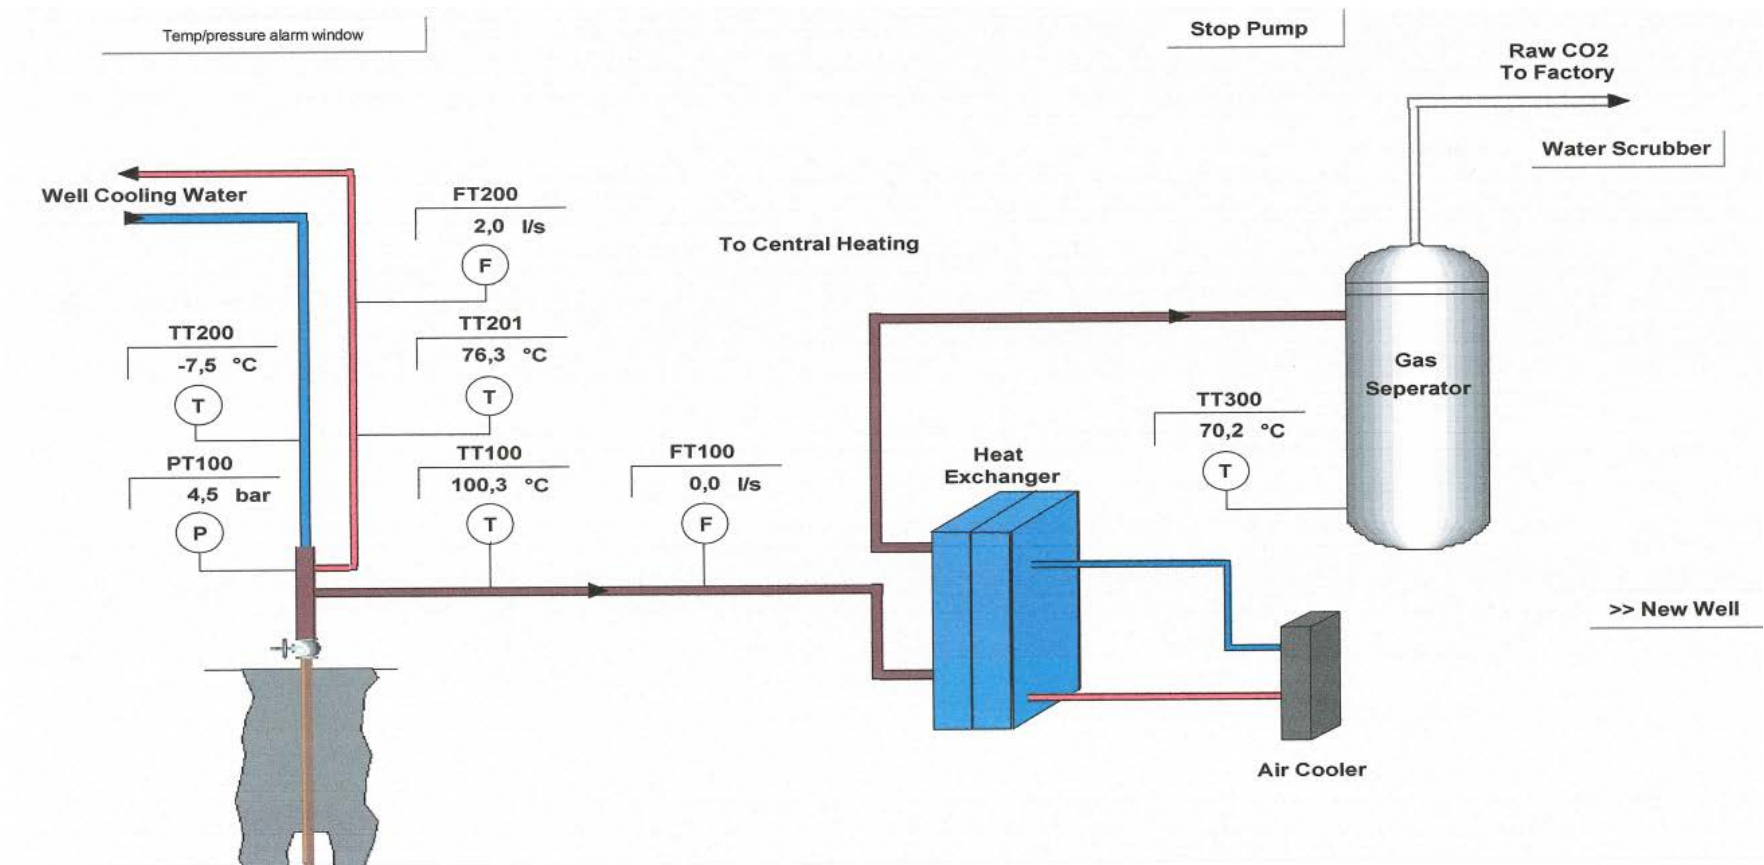 Temp/pressure alarm window
Stop Pump
Raw CO2
To Factory
Water Scrubber
Well Cooling Water
FT200
2,0 l/s
F
To Central Heating
TT200
-7,5 °C
T
TT201
76,3 °C
T
Gas
Seperator
TT300
70,2 °C
T
PT100
4,5 bar
P
TT100
100,3 °C
T
FT100
0,0 l/s
F
Heat
Exchanger
>> New Well
Air Cooler